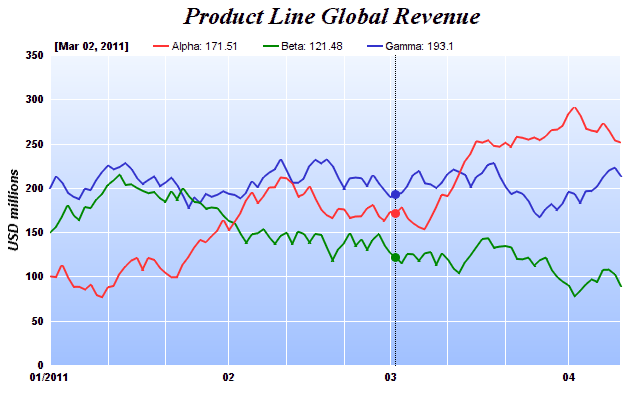 Product Line Global Revenue
[Mar 02, 2011] Alpha: 171.51 Beta: 121.48 Gamma: 193.1
USD millions
350
300
250
200
150
100
50
0
01/2011 02 03 04